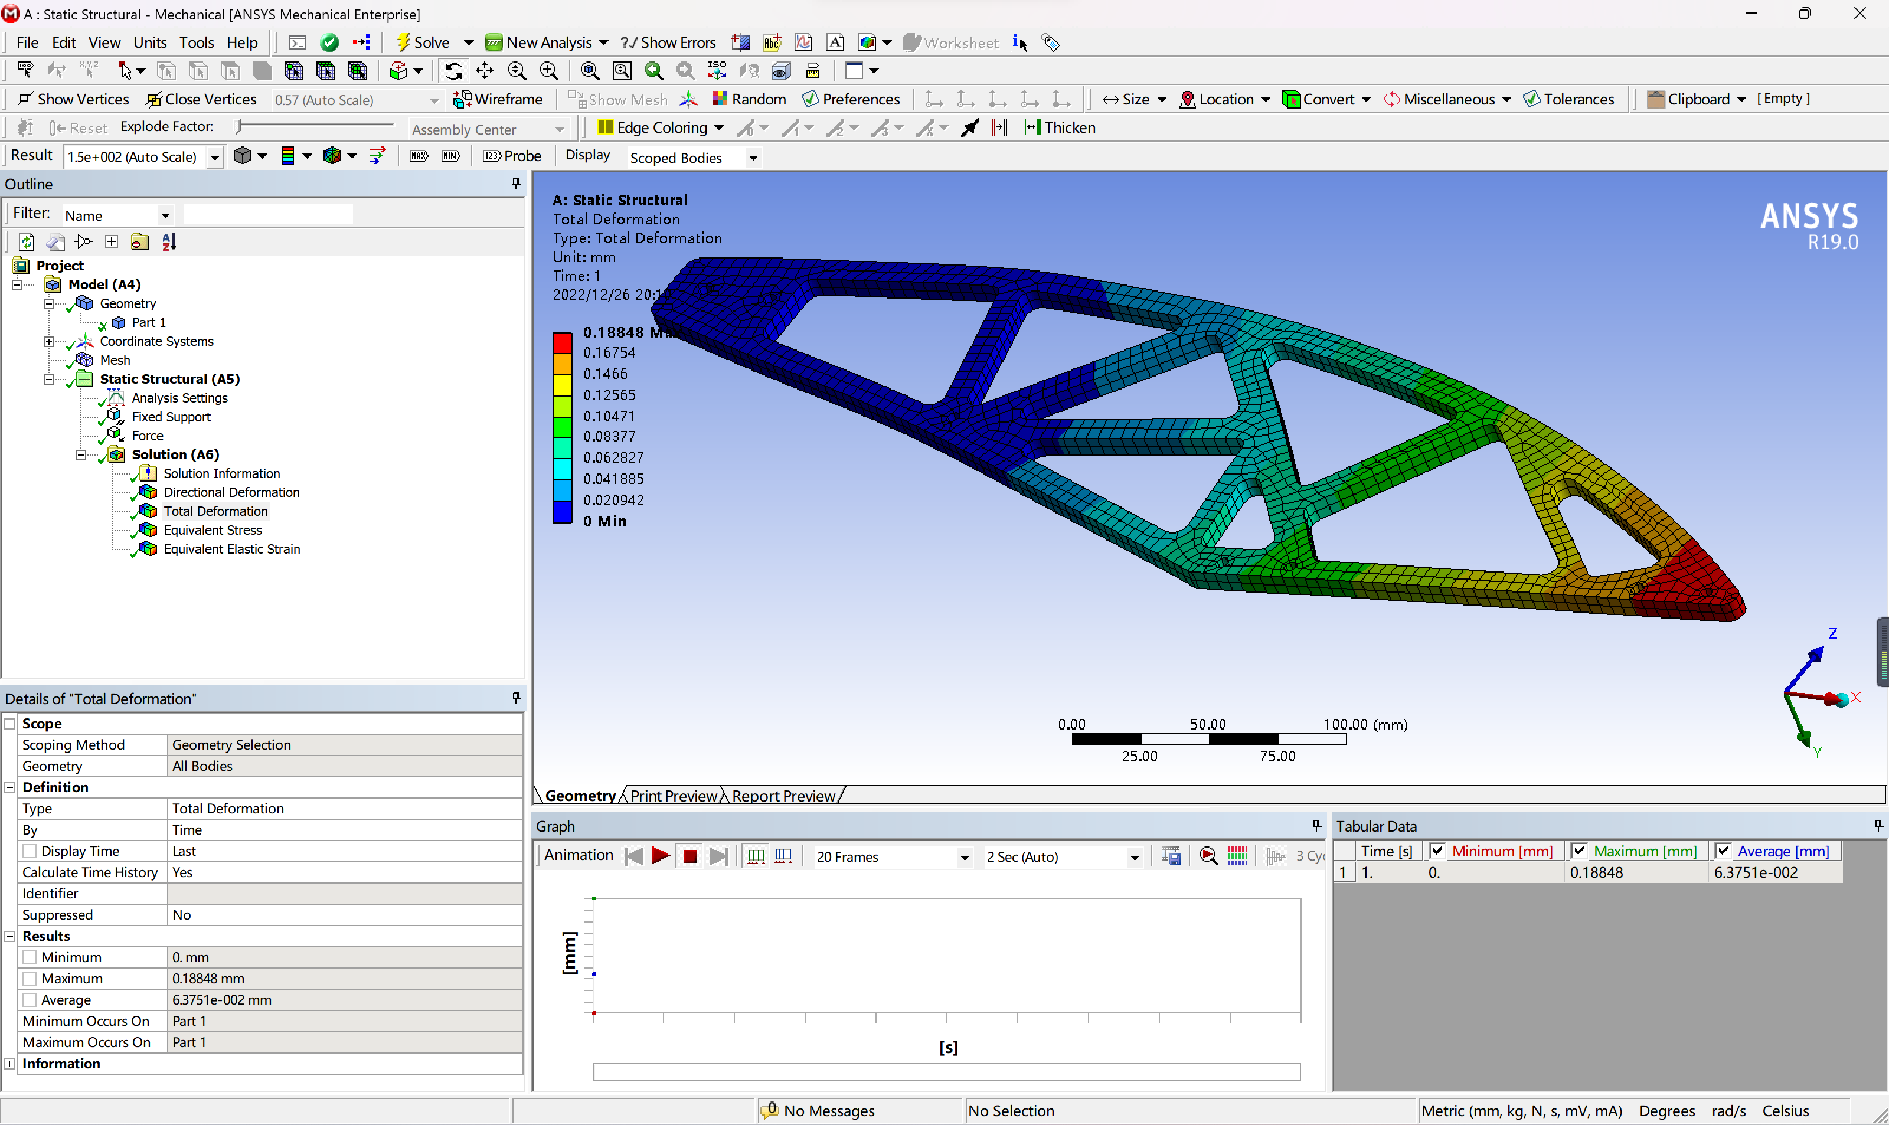 A : Static Structural - Mechanical [ANSYS Mechanical Enterprise]
File Edit View Units Tools Help Solve New Analysis Show Errors Worksheet
Show Vertices Close Vertices 0.57 (Auto Scale) Wireframe Show Mesh Random Preferences Size Location Convert Miscellaneous Tolerances Clipboard [ Empty ]
Reset Explode Factor: Assembly Center Edge Coloring Thicken
Result 1.5e+002 (Auto Scale) MAX MIN Probe Display Scoped Bodies
Outline
Filter: Name
Project
Model (A4)
Geometry
Part 1
Coordinate Systems
Mesh
Static Structural (A5)
Analysis Settings
Fixed Support
Force
Solution (A6)
Solution Information
Directional Deformation
Total Deformation
Equivalent Stress
Equivalent Elastic Strain
Details of "Total Deformation"
Scope
Scoping Method Geometry Selection
Geometry All Bodies
Definition
Type Total Deformation
By Time
Display Time Last
Calculate Time History Yes
Identifier
Suppressed No
Results
Minimum 0. mm
Maximum 0.18848 mm
Average 6.3751e-002 mm
Minimum Occurs On Part 1
Maximum Occurs On Part 1
Information
A: Static Structural
Total Deformation
Type: Total Deformation
Unit: mm
Time: 1
2022/12/26 20:
0.18848
0.16754
0.1466
0.12565
0.10471
0.08377
0.062827
0.041885
0.020942
0 Min
ANSYS
R19.0
Z
X
Y
0.00 50.00 100.00 (mm)
25.00 75.00
Geometry Print Preview Report Preview
Graph
Animation 20 Frames 2 Sec (Auto) 3 Cyc
[mm]
[s]
Tabular Data
Time [s] Minimum [mm] Maximum [mm] Average [mm]
1 1. 0. 0.18848 6.3751e-002
No Messages No Selection Metric (mm, kg, N, s, mV, mA) Degrees rad/s Celsius